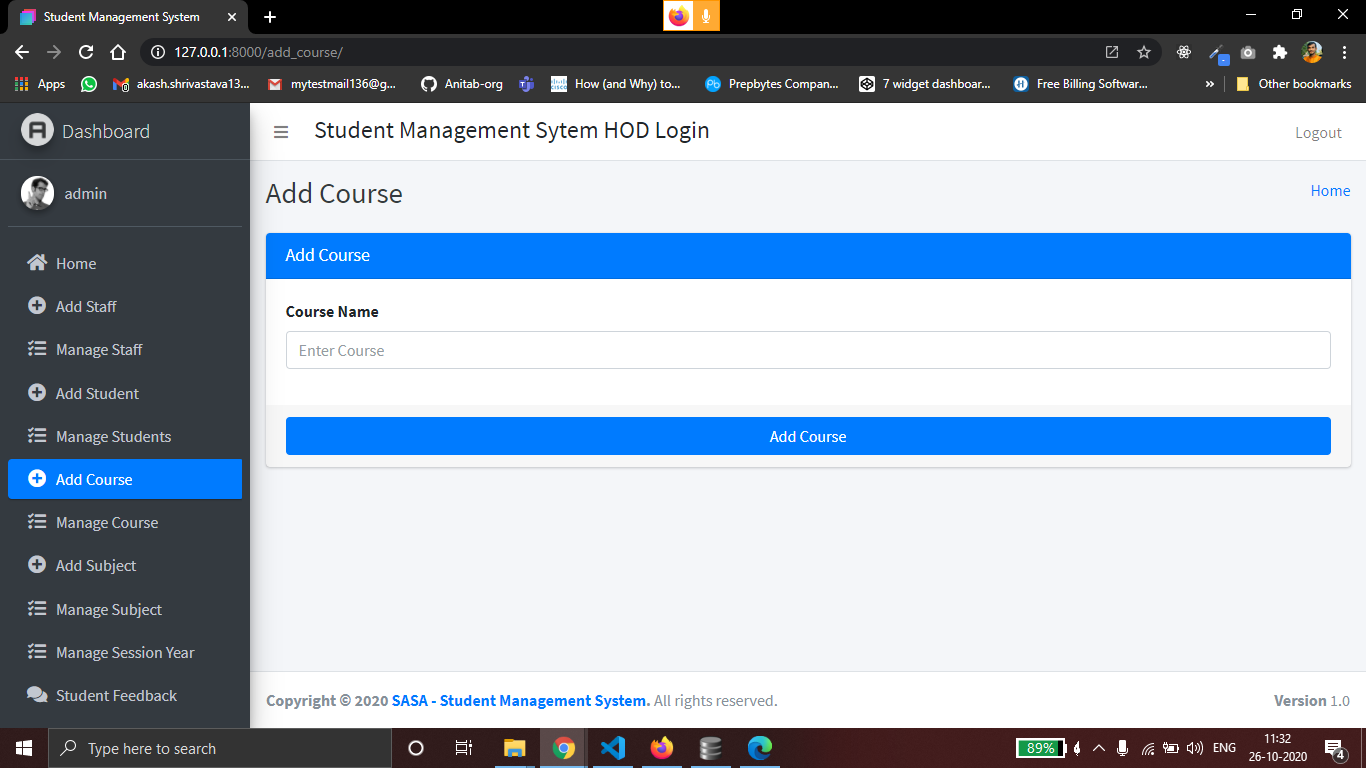 Student Management System
127.0.0.1:8000/add_course/
Apps
akash.shrivastava13...
mytestmail136@g...
Anitab-org
How (and Why) to...
Prepbytes Compan...
7 widget dashboar...
Free Billing Softwar...
»
Other bookmarks
Dashboard
Student Management Sytem HOD Login
Logout
admin
Add Course
Home
Home
Add Staff
Manage Staff
Add Student
Manage Students
Add Course
Manage Course
Add Subject
Manage Subject
Manage Session Year
Student Feedback
Add Course
Course Name
Enter Course
Add Course
Copyright © 2020 SASA - Student Management System. All rights reserved.
Version 1.0
Type here to search
89%
ENG
11:32
26-10-2020
4